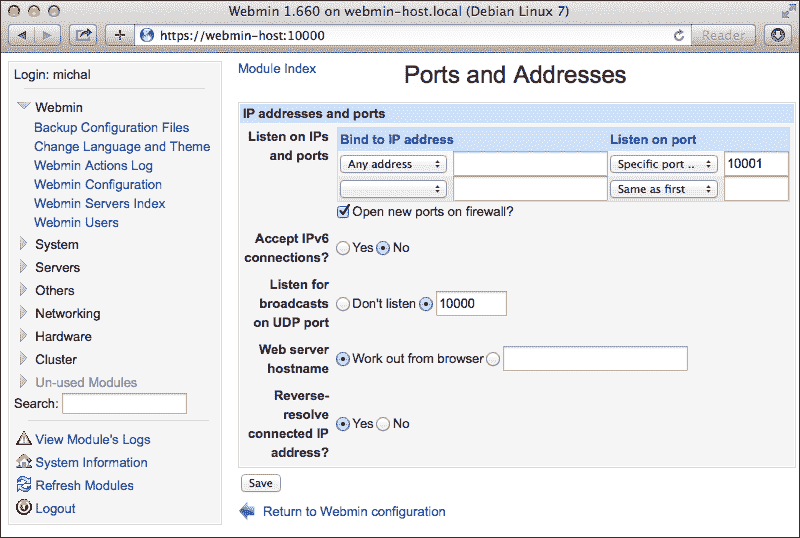 Webmin 1.660 on webmin-host.local (Debian Linux 7)
https://webmin-host:10000
Reader
Login: michal
Webmin
Backup Configuration Files
Change Language and Theme
Webmin Actions Log
Webmin Configuration
Webmin Servers Index
Webmin Users
System
Servers
Others
Networking
Hardware
Cluster
Un-used Modules
Search:
View Module's Logs
System Information
Refresh Modules
Logout
Module Index
Ports and Addresses
IP addresses and ports
Listen on IPs
and ports
Bind to IP address
Listen on port
Any address
Specific port ..
10001
Same as first
Open new ports on firewall?
Accept IPv6
connections?
Yes
No
Listen for
broadcasts
on UDP port
Don't listen
10000
Web server
hostname
Work out from browser
Reverse-
resolve
connected IP
address?
Yes
No
Save
Return to Webmin configuration